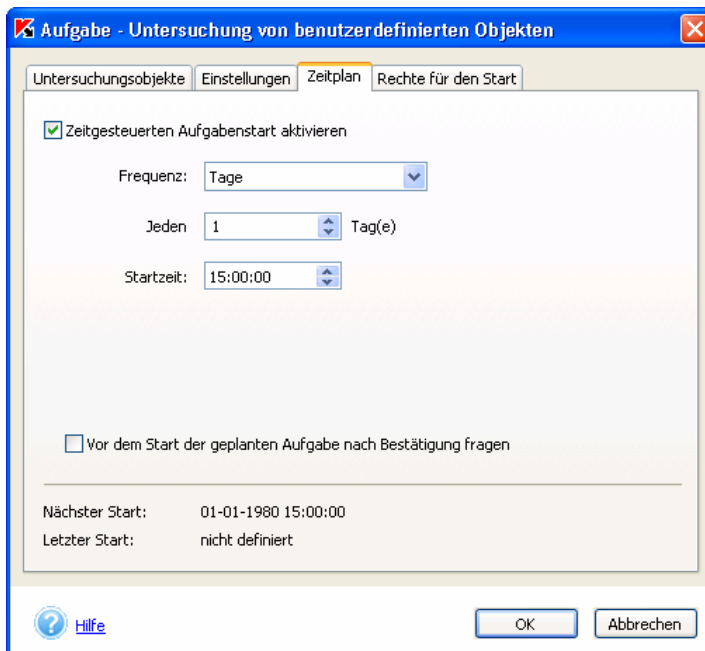 Aufgabe - Untersuchung von benutzerdefinierten Objekten
Untersuchungsobjekte Einstellungen Zeitplan Rechte für den Start
Zeitgesteuerten Aufgabenstart aktivieren
Frequenz: Tage
Jeden 1 Tag(e)
Startzeit: 15:00:00
Vor dem Start der geplanten Aufgabe nach Bestätigung fragen
Nächster Start: 01-01-1980 15:00:00
Letzter Start: nicht definiert
Hilfe OK Abbrechen